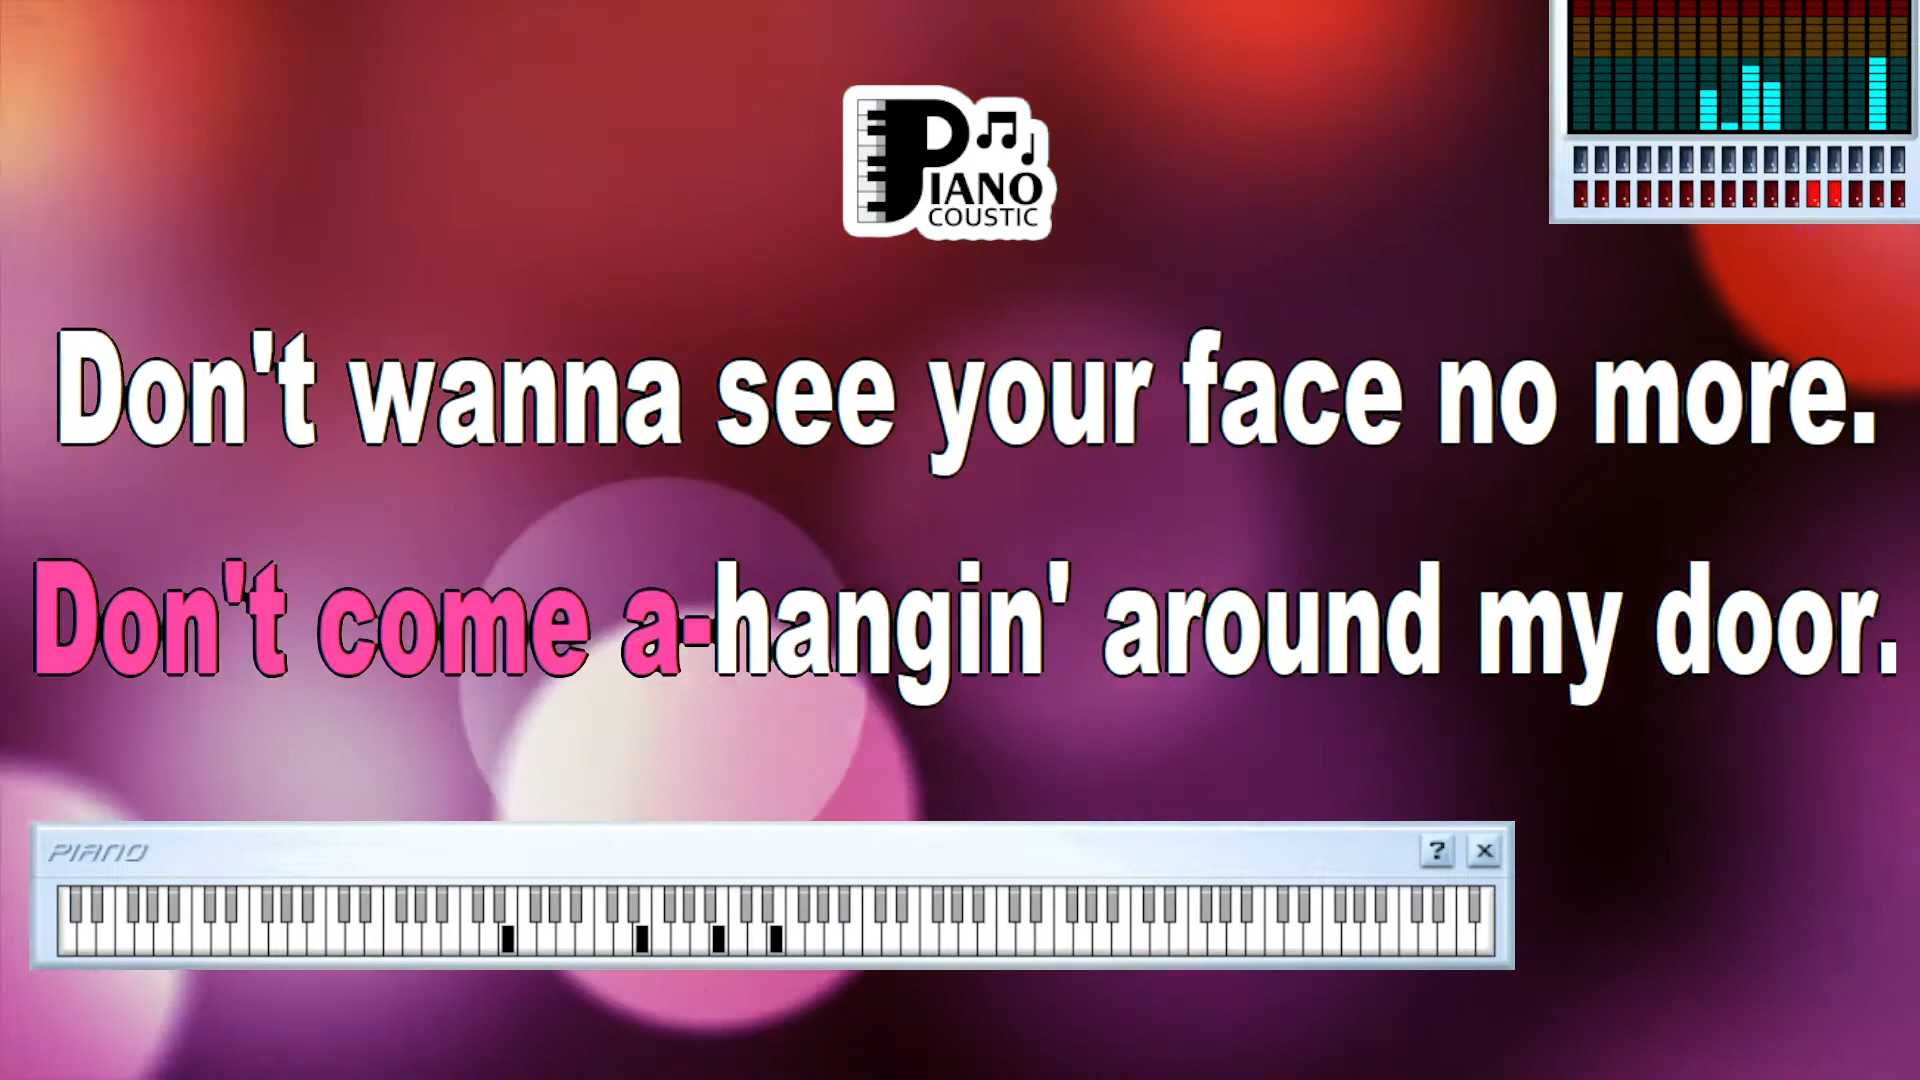 PIANO
COUSTIC
Don't wanna see your face no more.
Don't come a-hangin' around my door.
PIANO
?
x